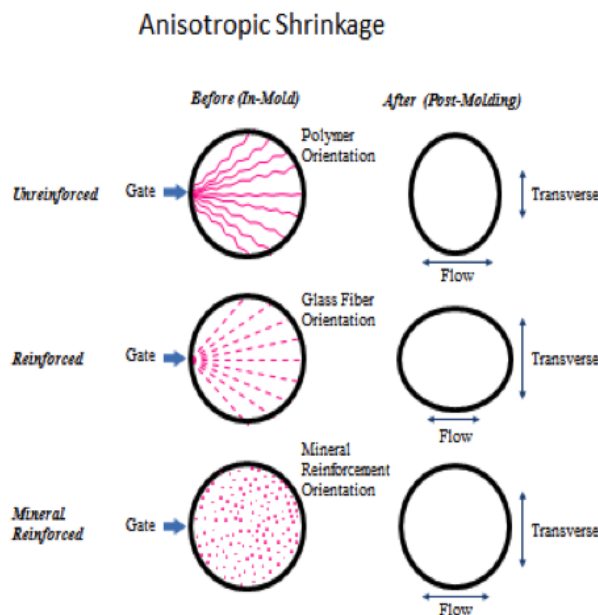 Anisotropic Shrinkage
Before (In-Mold)
After (Post-Molding)
Polymer
Orientation
Unreinforced
Gate
Transverse
Flow
Glass Fiber
Orientation
Reinforced
Gate
Transverse
Flow
Mineral
Reinforcement
Orientation
Mineral
Reinforced
Gate
Transverse
Flow